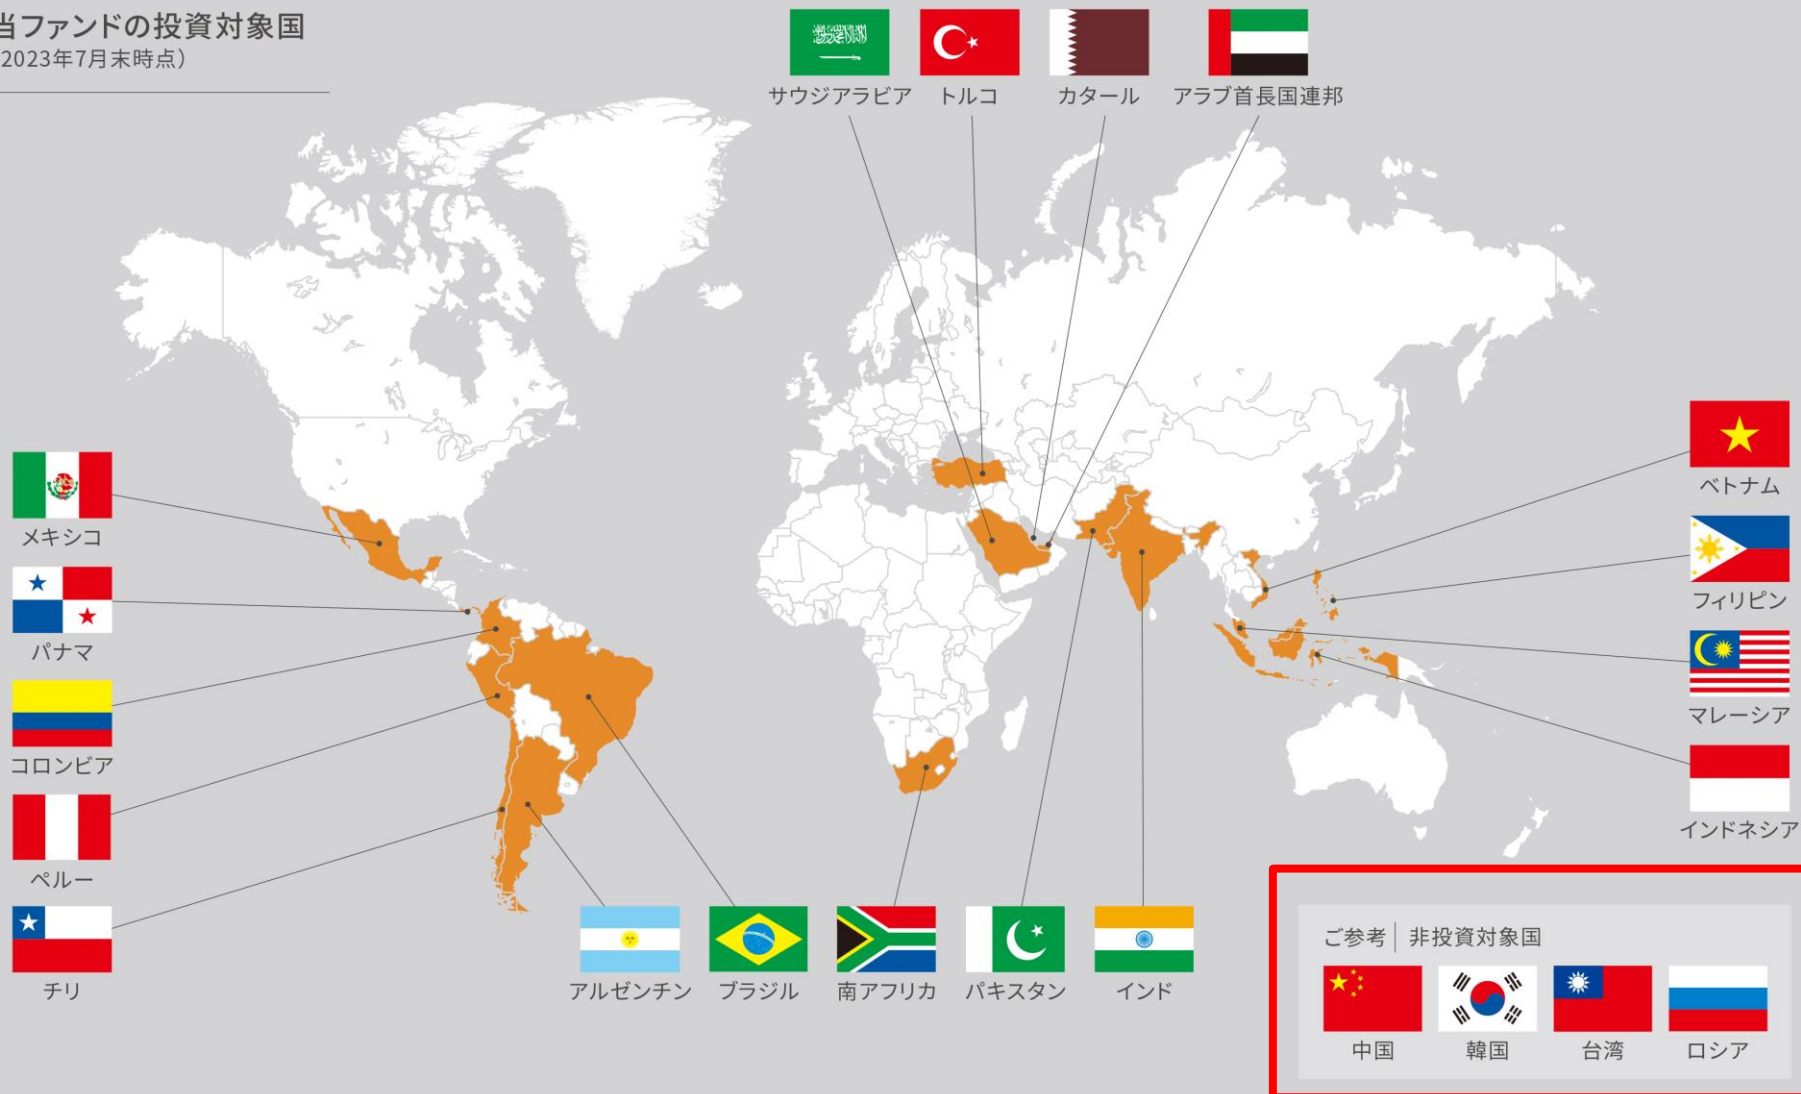 当ファンドの投資対象国
2023年7月末時点）
サウジアラビア
トルコ
カタール
アラブ首長国連邦
メキシコ
パナマ
コロンビア
ペルー
チリ
ベトナム
フィリピン
マレーシア
インドネシア
アルゼンチン
ブラジル
南アフリカ
パキスタン
インド
ご参考│非投資対象国
中国
韓国
台湾
ロシア